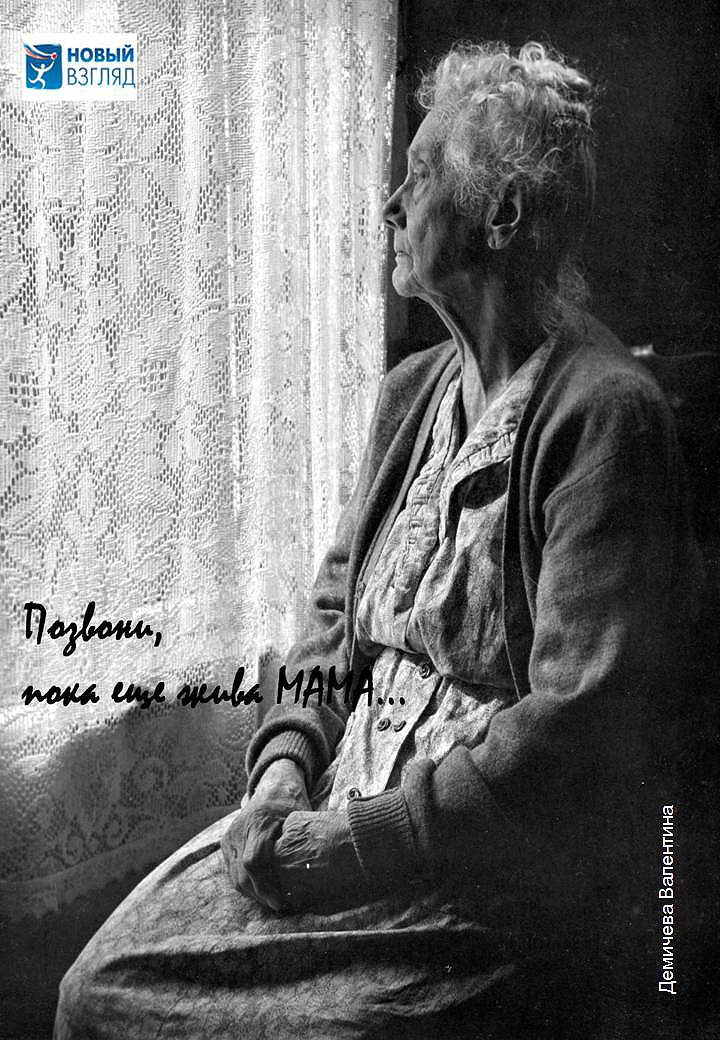 НОВЫЙ
ВЗГЛЯД
Позвони,
пока еще жива МАМА...
Демичева Валентина